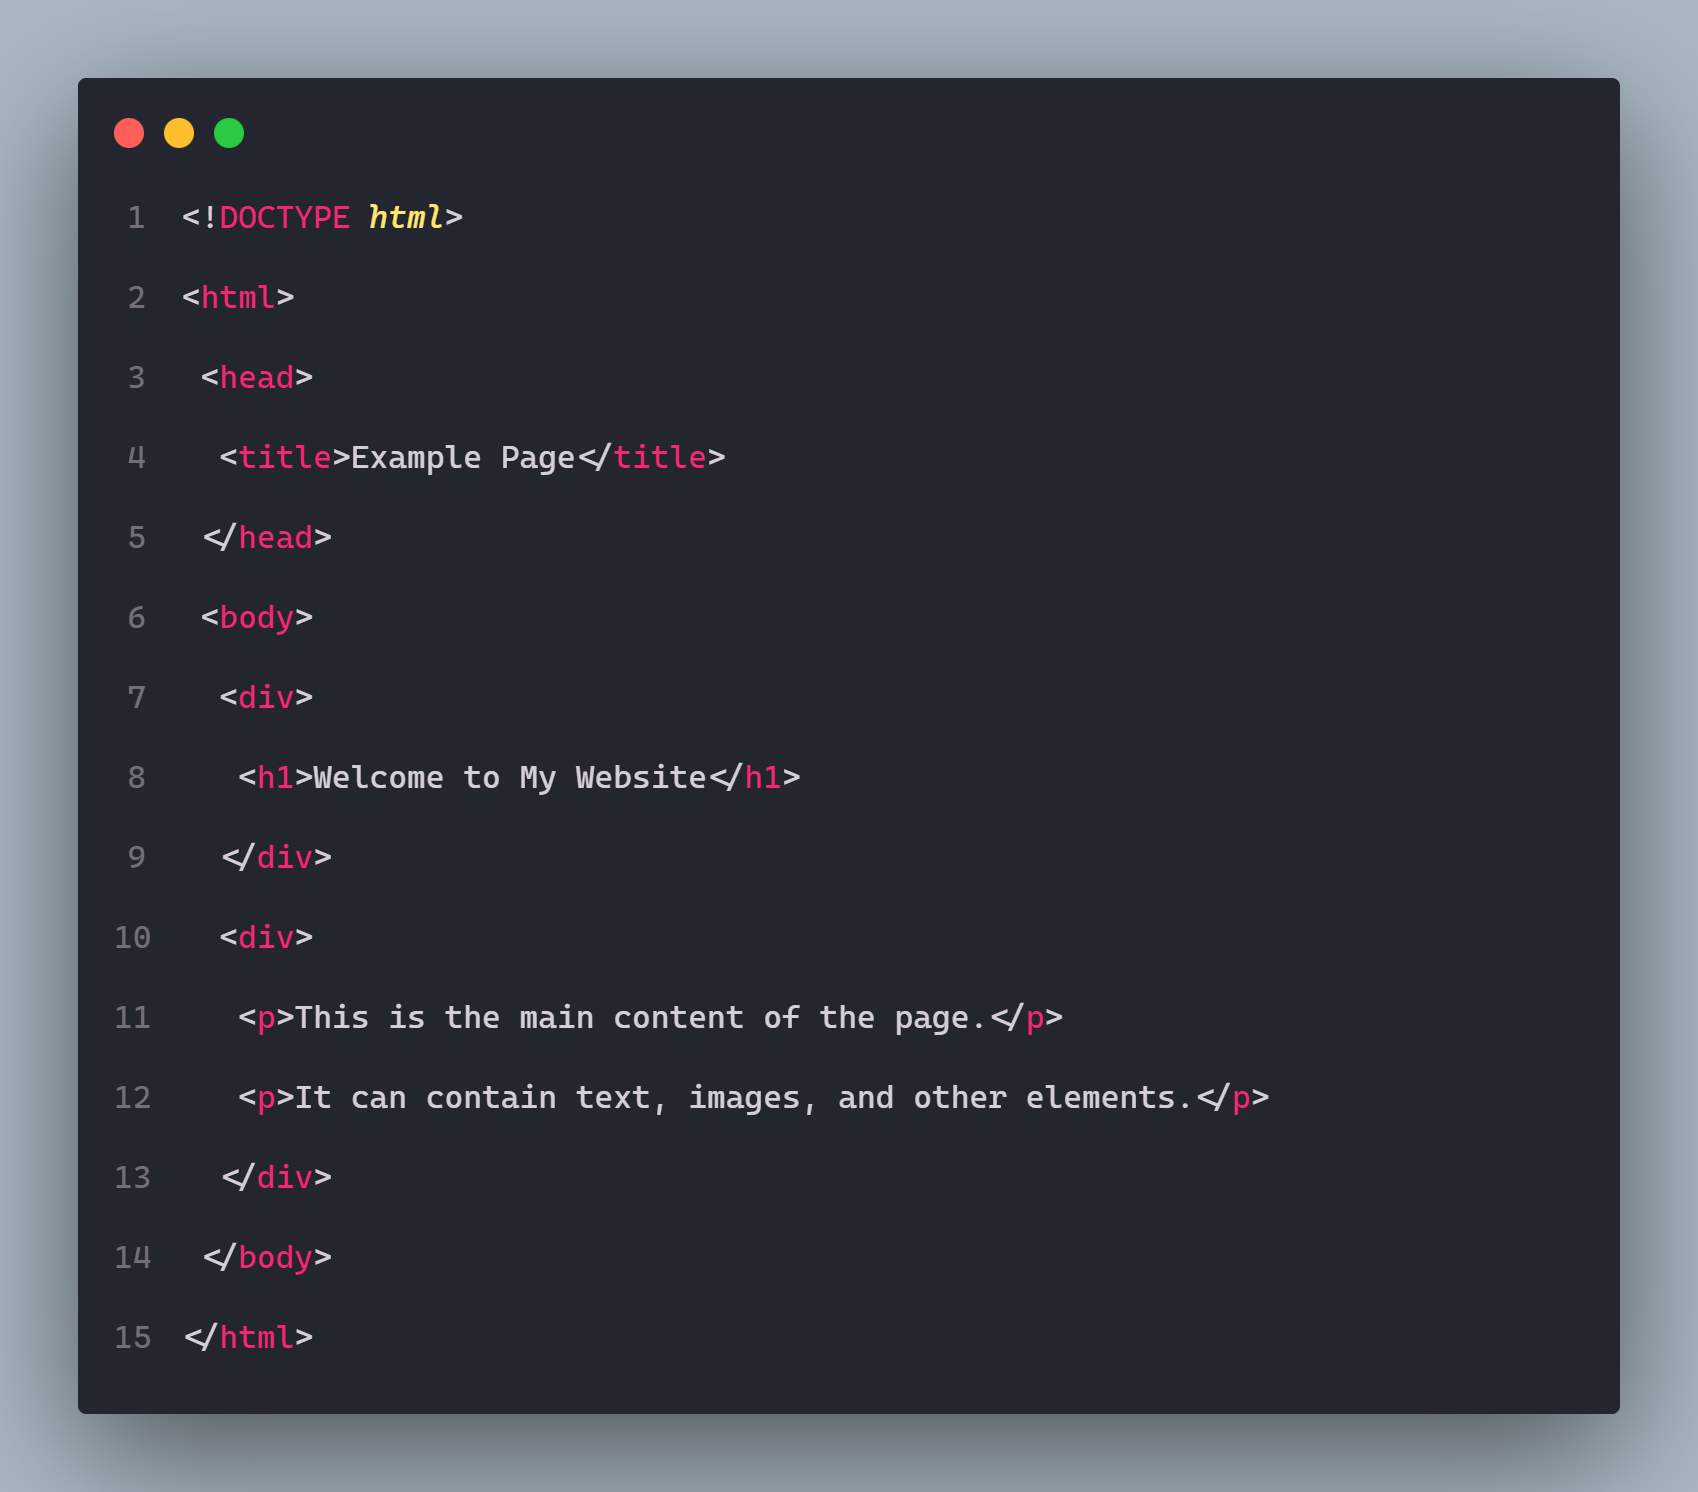 1 <!DOCTYPE html>
2 <html>
3  <head>
4   <title>Example Page</title>
5  </head>
6  <body>
7   <div>
8    <h1>Welcome to My Website</h1>
9   </div>
10   <div>
11    <p>This is the main content of the page.</p>
12    <p>It can contain text, images, and other elements.</p>
13   </div>
14  </body>
15 </html>